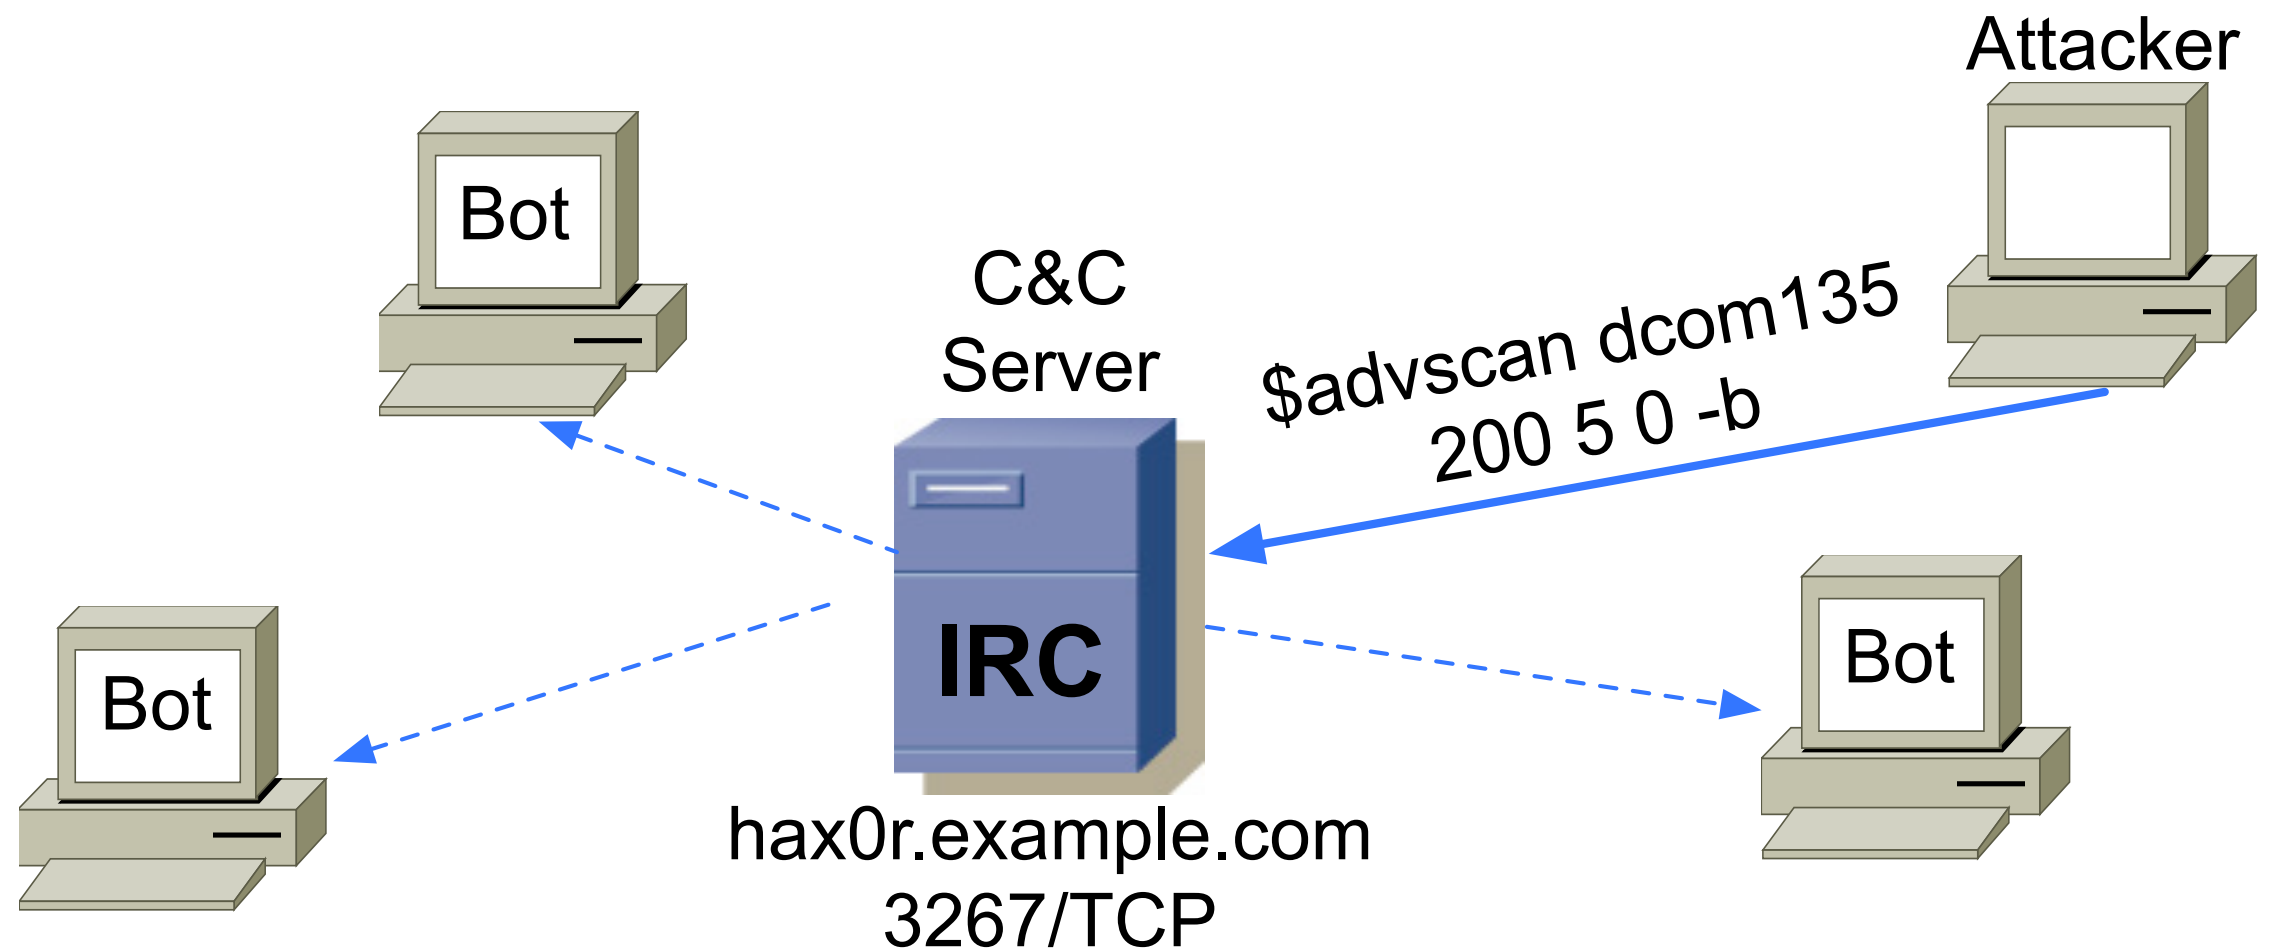 Attacker
Bot
C&C
Server
$advscan dcom135
200 5 0 -b
IRC
Bot
Bot
hax0r.example.com
3267/TCP